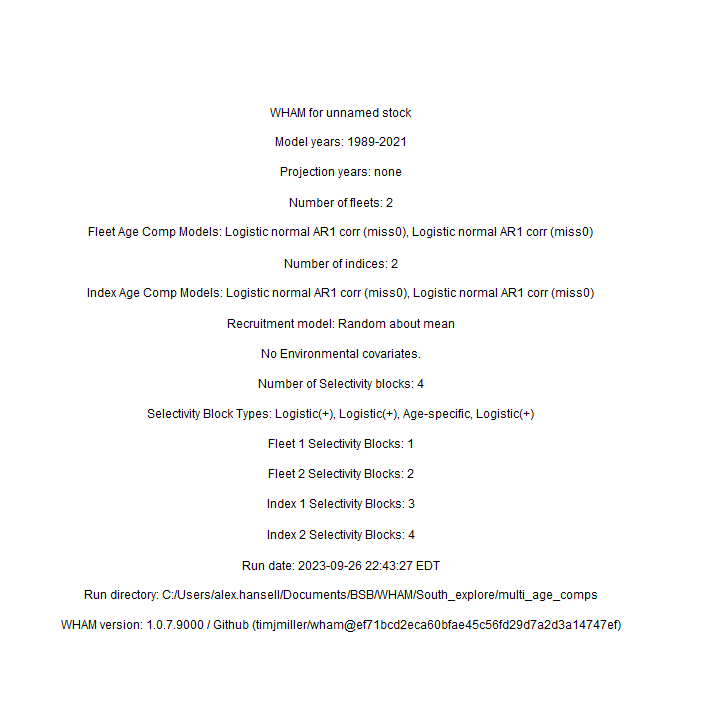 WHAM for unnamed stock
Model years: 1989-2021
Projection years: none
Number of fleets: 2
Fleet Age Comp Models: Logistic normal AR1 corr (miss0), Logistic normal AR1 corr (miss0)
Number of indices: 2
Index Age Comp Models: Logistic normal AR1 corr (miss0), Logistic normal AR1 corr (miss0)
Recruitment model: Random about mean
No Environmental covariates.
Number of Selectivity blocks: 4
Selectivity Block Types: Logistic(+), Logistic(+), Age-specific, Logistic(+)
Fleet 1 Selectivity Blocks: 1
Fleet 2 Selectivity Blocks: 2
Index 1 Selectivity Blocks: 3
Index 2 Selectivity Blocks: 4
Run date: 2023-09-26 22:43:27 EDT
Run directory: C:/Users/alex.hansell/Documents/BSB/WHAM/South_explore/multi_age_comps
WHAM version: 1.0.7.9000 / Github (timjmiller/wham@ef71bcd2eca60bfae45c56fd29d7a2d3a14747ef)